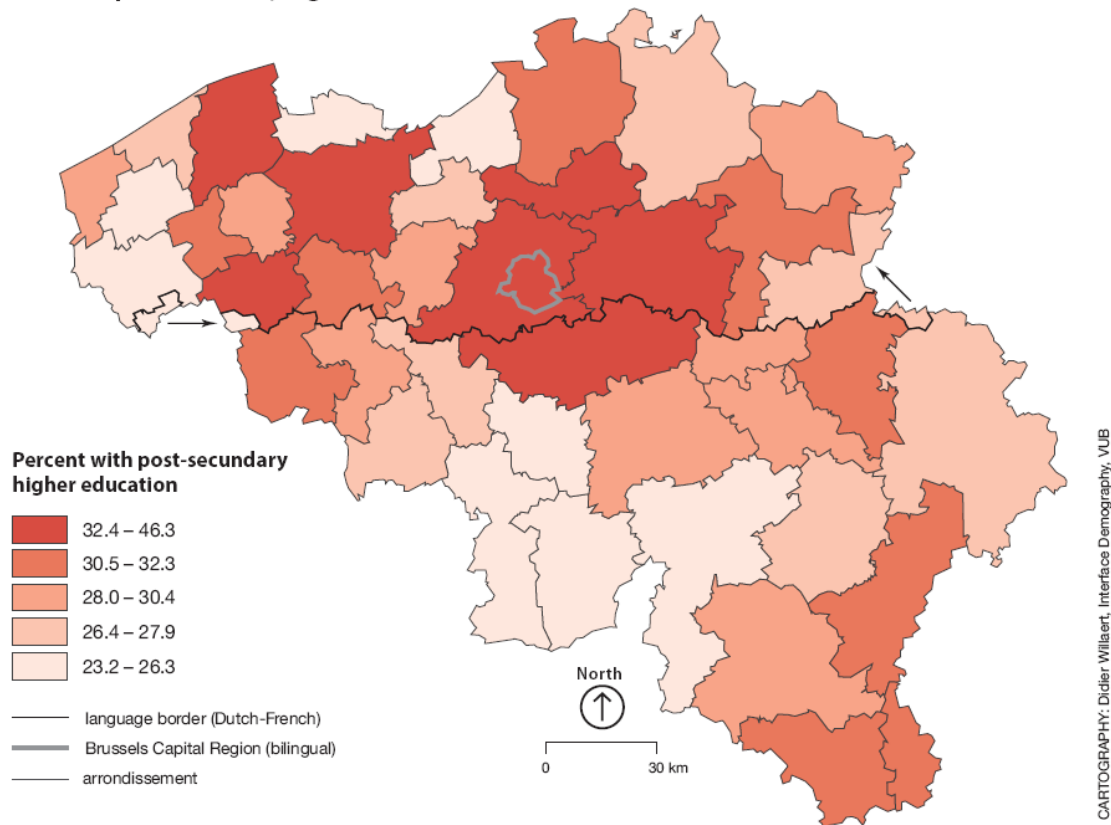 Percent with post-secundary
higher education
32.4 – 46.3
30.5 – 32.3
28.0 – 30.4
26.4 – 27.9
23.2 – 26.3
language border (Dutch-French)
Brussels Capital Region (bilingual)
arrondissement
North
0 30 km
CARTOGRAPHY: Didier Willaert, Interface Demography, VUB